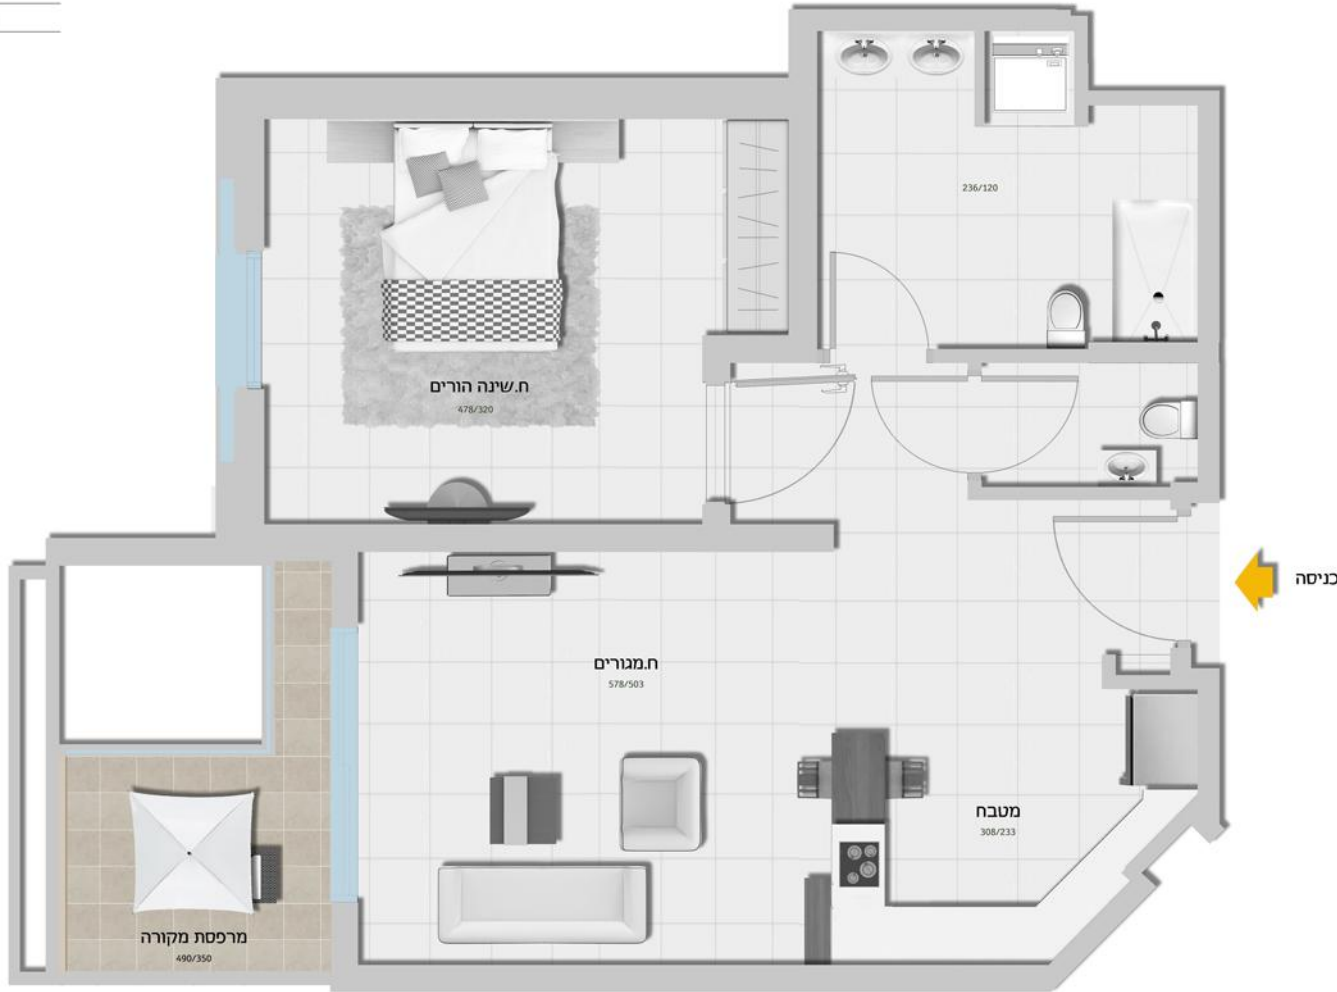 236/120
ח.שינה הורים
478/320
כניסה
ח.מגורים
578/503
מטבח
308/233
מרפסת מקורה
490/350